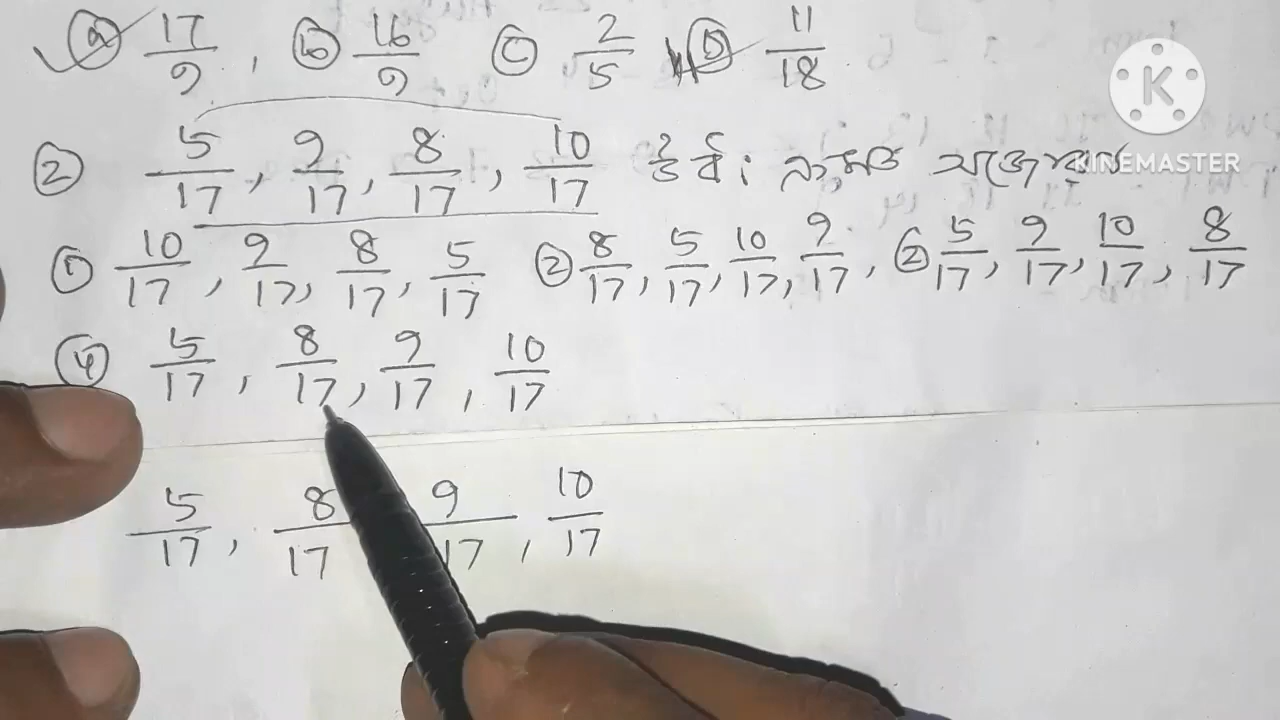 ⓐ 17/9, ⓑ 16/9 ⓒ 2/5 Ⓓ 11/18
② 5/17, 9/17, 8/17, 10/17
K
KINEMASTER
① 10/17, 9/17, 8/17, 5/17 ② 8/17, 5/17, 10/17, 9/17, ② 5/17, 9/17, 10/17, 8/17
④ 5/17, 8/17, 9/17, 10/17
5/17, 8/17 9/17, 10/17